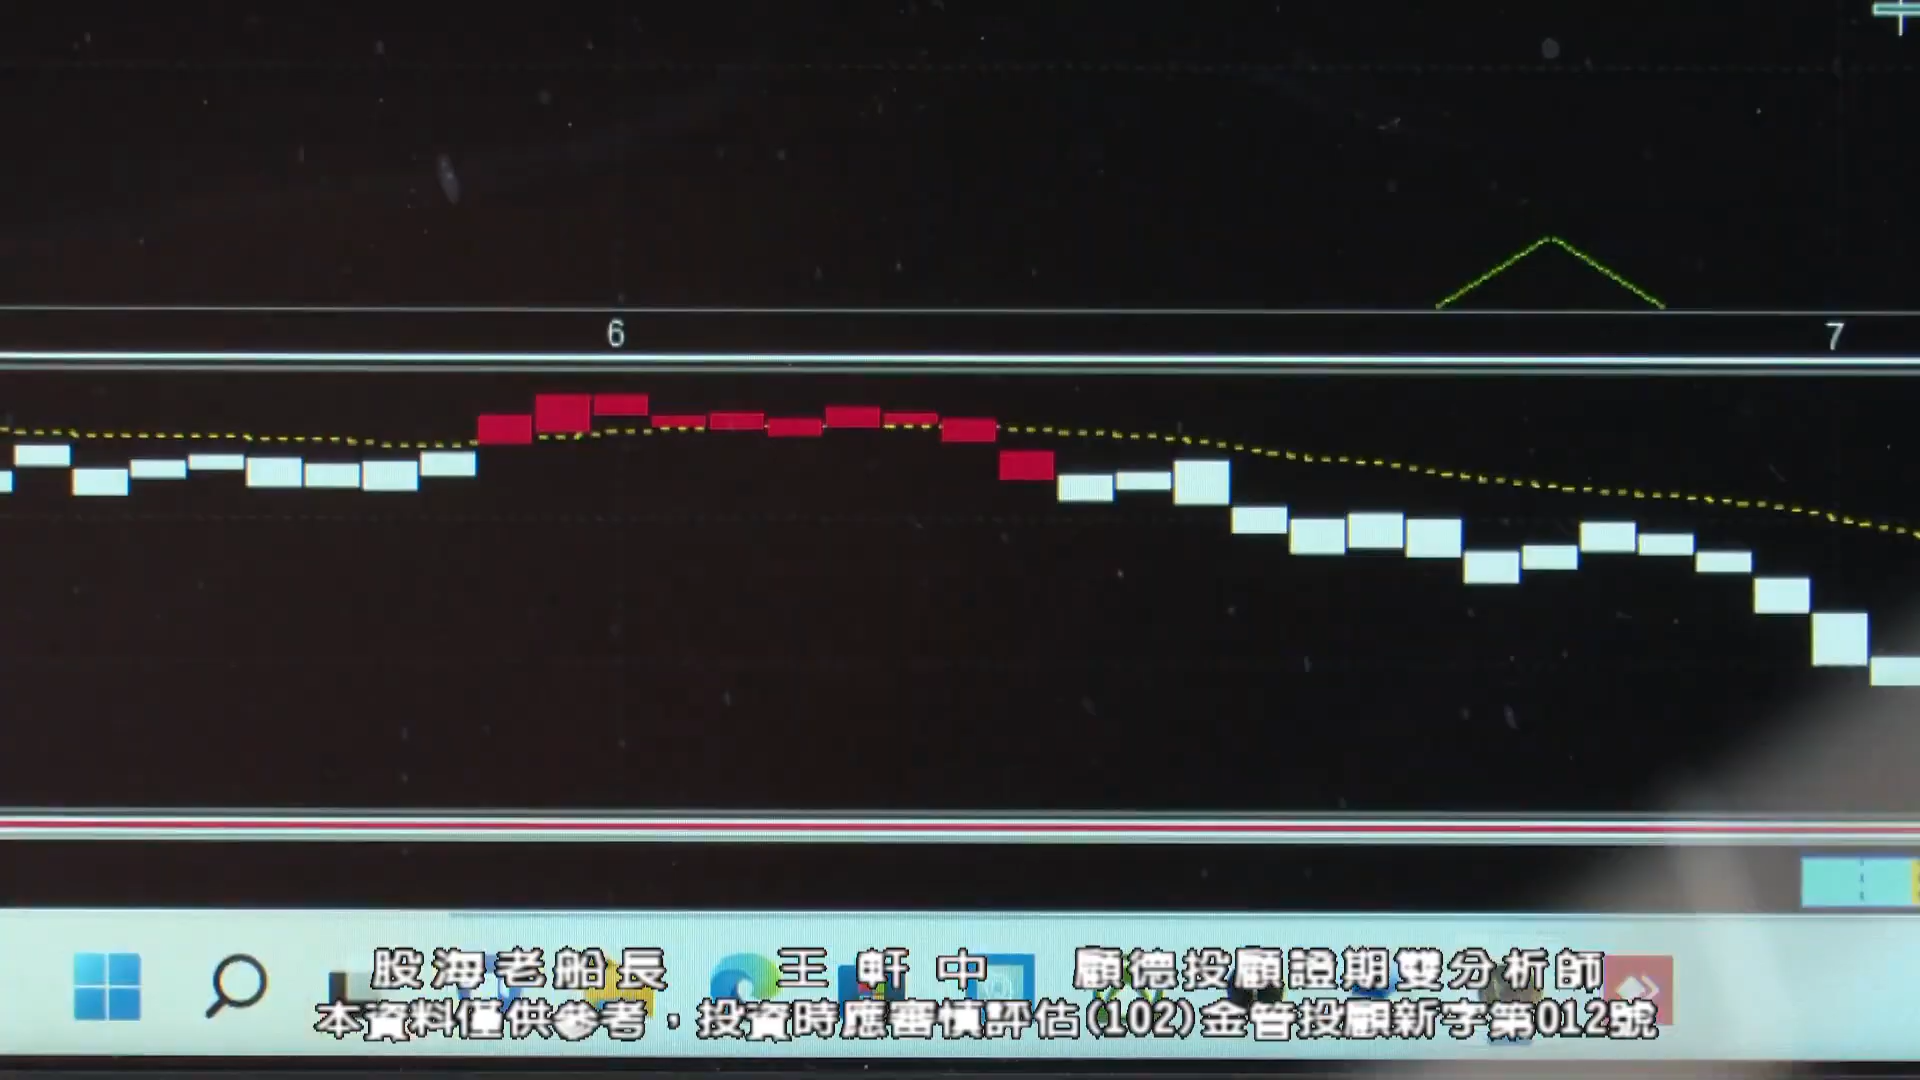 6
7
股海老船長 王軒中 顧德投顧證期雙分析師
本資料僅供參考，投資時應審慎評估(102)金管投顧新字第012號